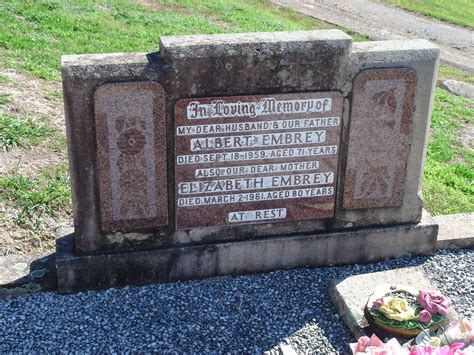 In Loving Memory of
MY DEAR HUSBAND & OUR FATHER
ALBERT EMBREY
DIED SEPT. 18-1959. AGED 71 YEARS
ALSO OUR DEAR MOTHER
ELIZABETH EMBREY
DIED MARCH 2-1961. AGED 80 YEARS.
AT REST